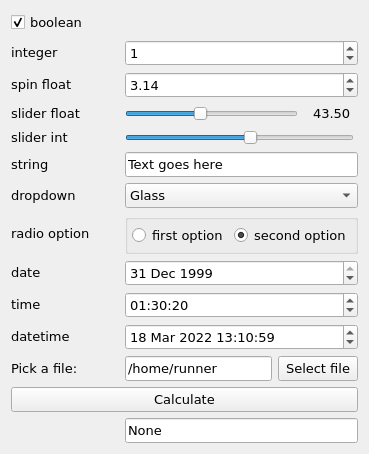 boolean
integer 1
spin float 3.14
slider float 43.50
slider int
string Text goes here
dropdown Glass
radio option first option second option
date 31 Dec 1999
time 01:30:20
datetime 18 Mar 2022 13:10:59
Pick a file: /home/runner Select file
Calculate
None